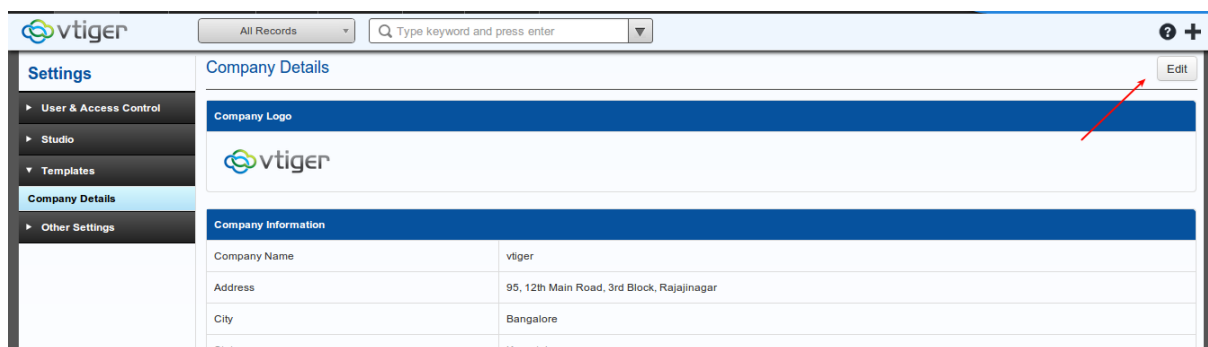 vtiger
All Records
Type keyword and press enter
Settings
Company Details
Edit
User & Access Control
Studio
Templates
Company Details
Other Settings
Company Logo
vtiger
Company Information
Company Name vtiger
Address 95, 12th Main Road, 3rd Block, Rajajinagar
City Bangalore